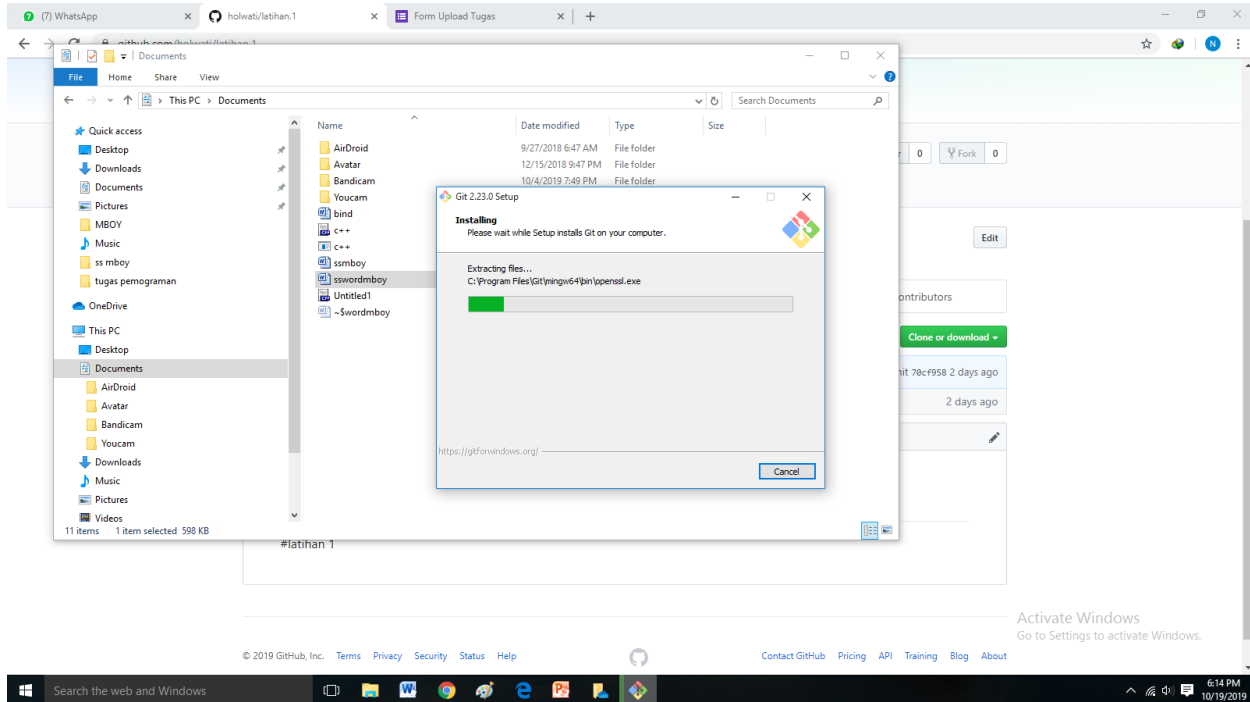 (7) WhatsApp
holwati/latihan.1
Form Upload Tugas
github.com/holwati/latihan.1
N
Documents
File Home Share View
This PC > Documents
Search Documents
Quick access
Desktop
Downloads
Documents
Pictures
MBOY
Music
ss mboy
tugas pemograman
OneDrive
This PC
Desktop
Documents
AirDroid
Avatar
Bandicam
Youcam
Downloads
Music
Pictures
Videos
Name Date modified Type Size
AirDroid 9/27/2018 6:47 AM File folder
Avatar 12/15/2018 9:47 PM File folder
Bandicam 10/4/2019 7:49 PM File folder
Youcam
bind
c++
c++
ssmboy
sswordmboy
Untitled1
~$wordmboy
11 items 1 item selected 598 KB
Git 2.23.0 Setup
Installing
Please wait while Setup installs Git on your computer.
Extracting files...
C:\Program Files\Git\mingw64\bin\openssl.exe
https://gitforwindows.org/
Cancel
0 Fork 0
Edit
ontributors
Clone or download
nit 70cf958 2 days ago
2 days ago
#latihan 1
Activate Windows
Go to Settings to activate Windows.
© 2019 GitHub, Inc. Terms Privacy Security Status Help
Contact GitHub Pricing API Training Blog About
Search the web and Windows
6:14 PM
10/19/2019